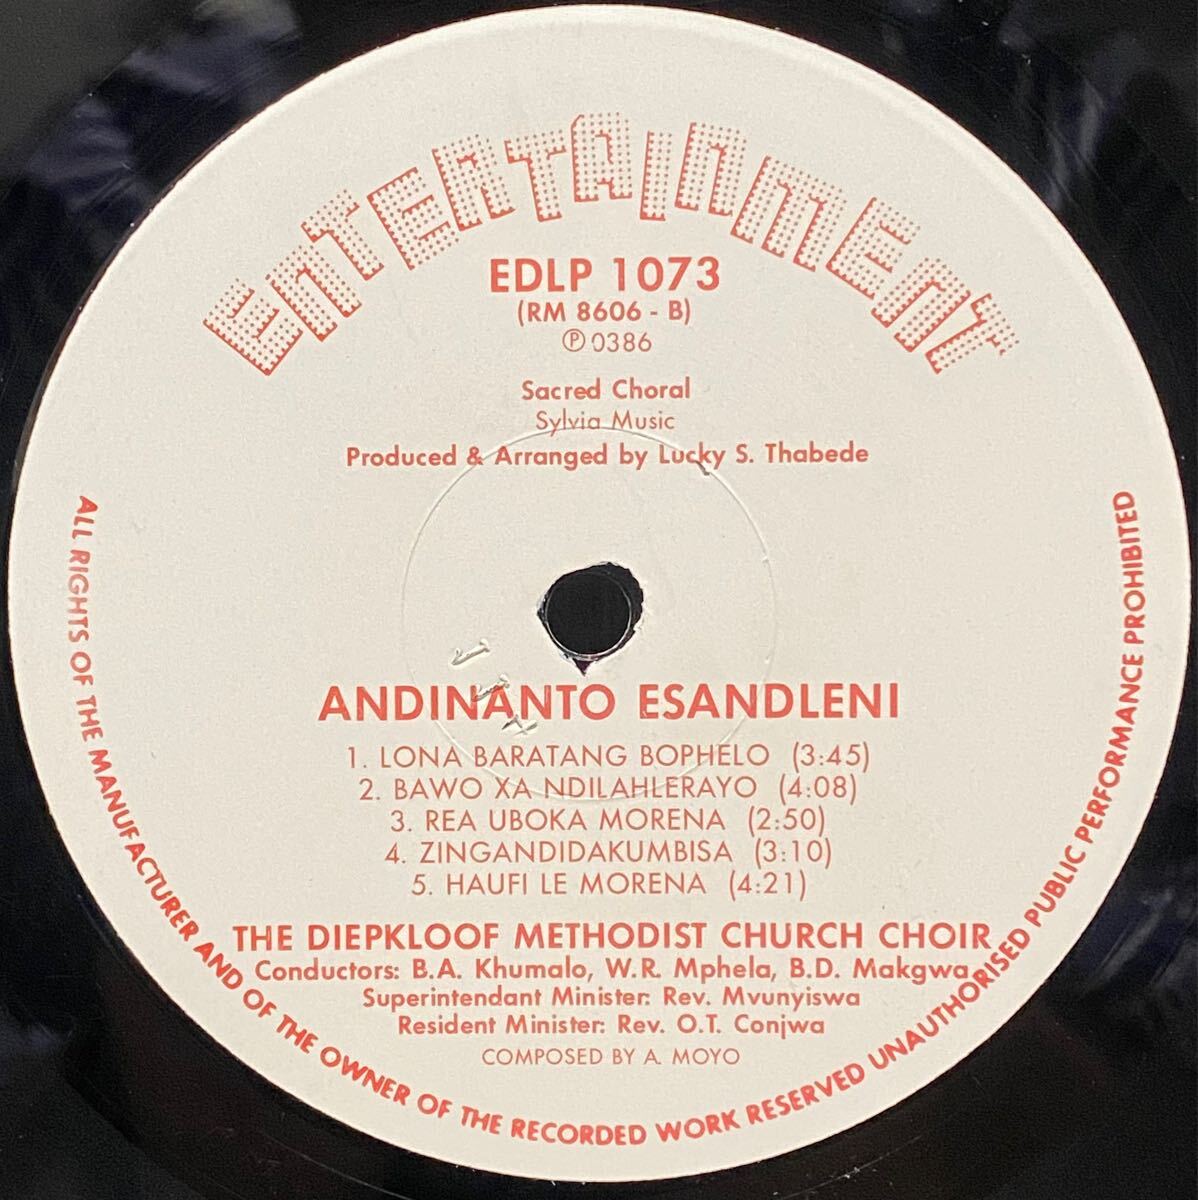 EnTERTAInMEnT
EDLP 1073
(RM 8606 - B)
℗ 0386
Sacred Choral
Sylvia Music
Produced & Arranged by Lucky S. Thabede
ANDINANTO ESANDLENI
1. LONA BARATANG BOPHELO (3:45)
2. BAWO XA NDILAHLERAYO (4:08)
3. REA UBOKA MORENA (2:50)
4. ZINGANDIDAKUMBISA (3:10)
5. HAUFI LE MORENA (4:21)
THE DIEPKLOOF METHODIST CHURCH CHOIR
Conductors: B.A. Khumalo, W.R. Mphela, B.D. Makgwa
Superintendant Minister: Rev. Mvunyiswa
Resident Minister: Rev. O.T. Conjwa
COMPOSED BY A. MOYO
ALL RIGHTS OF THE MANUFACTURER AND OF THE OWNER OF THE RECORDED WORK RESERVED UNAUTHORISED PUBLIC PERFORMANCE PROHIBITED